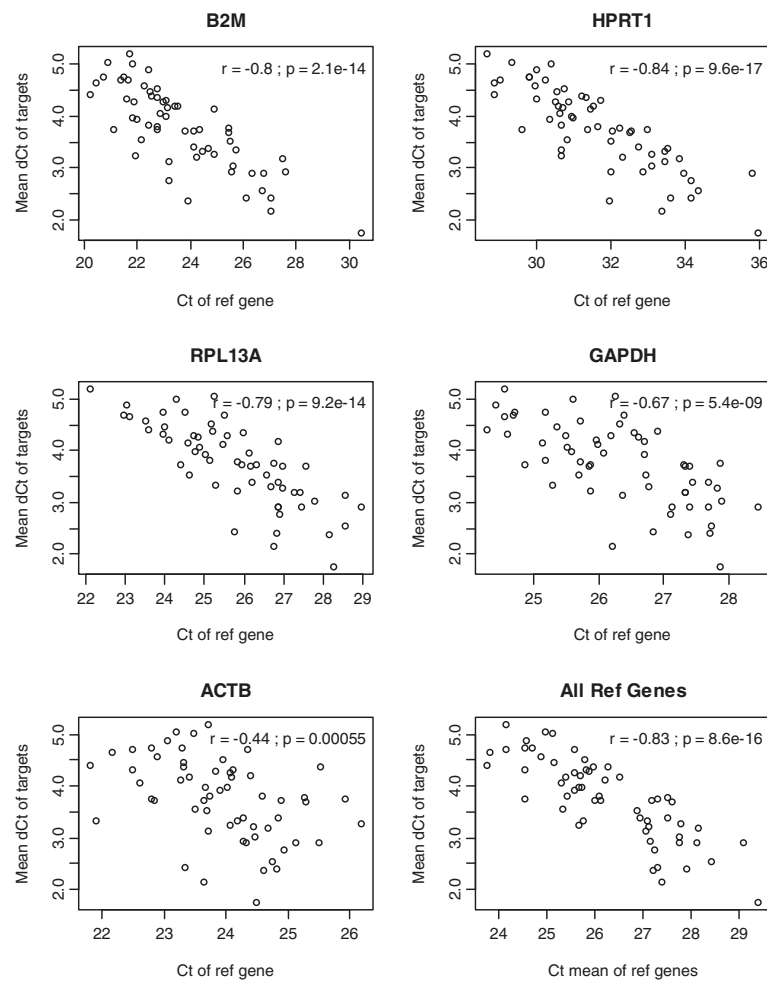 B2M
Mean dCt of targets
5.0
4.0
3.0
2.0
r = -0.8 ; p = 2.1e-14
20 22 24 26 28 30
Ct of ref gene
HPRT1
Mean dCt of targets
5.0
4.0
3.0
2.0
r = -0.84 ; p = 9.6e-17
30 32 34 36
Ct of ref gene
RPL13A
Mean dCt of targets
5.0
4.0
3.0
2.0
r = -0.79 ; p = 9.2e-14
22 23 24 25 26 27 28 29
Ct of ref gene
GAPDH
Mean dCt of targets
5.0
4.0
3.0
2.0
r = -0.67 ; p = 5.4e-09
25 26 27 28
Ct of ref gene
ACTB
Mean dCt of targets
5.0
4.0
3.0
2.0
r = -0.44 ; p = 0.00055
22 23 24 25 26
Ct of ref gene
All Ref Genes
Mean dCt of targets
5.0
4.0
3.0
2.0
r = -0.83 ; p = 8.6e-16
24 25 26 27 28 29
Ct mean of ref genes